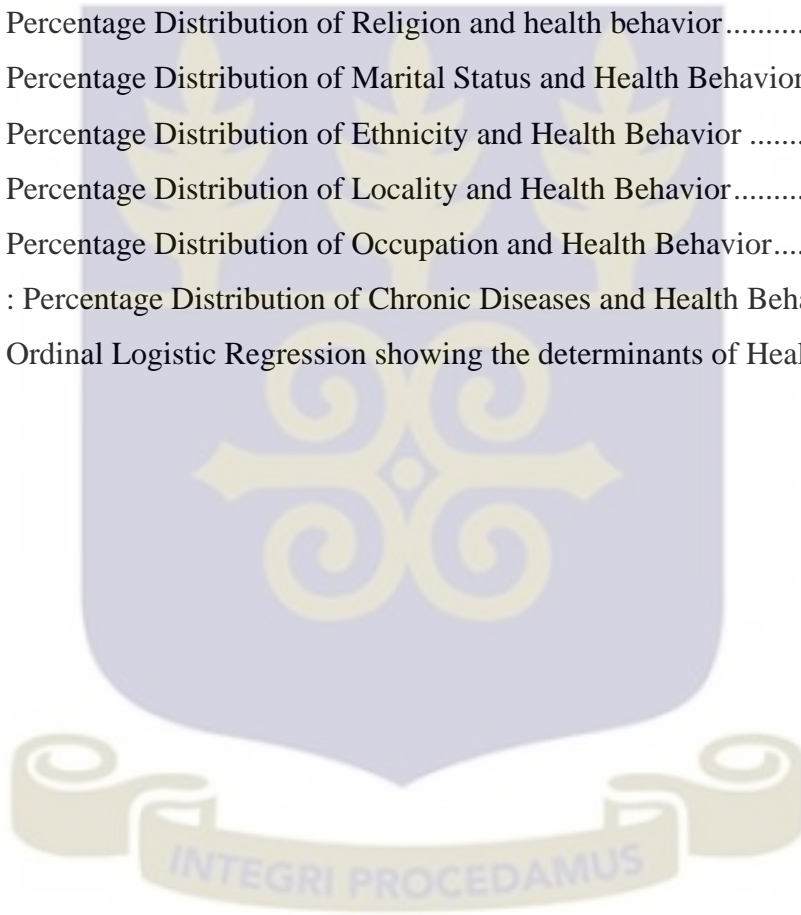 Percentage Distribution of Religion and health behavior..........
Percentage Distribution of Marital Status and Health Behavior
Percentage Distribution of Ethnicity and Health Behavior .......
Percentage Distribution of Locality and Health Behavior.........
Percentage Distribution of Occupation and Health Behavior....
: Percentage Distribution of Chronic Diseases and Health
Ordinal Logistic Regression showing the determinants of
INTEGRI PROCEDAMUS